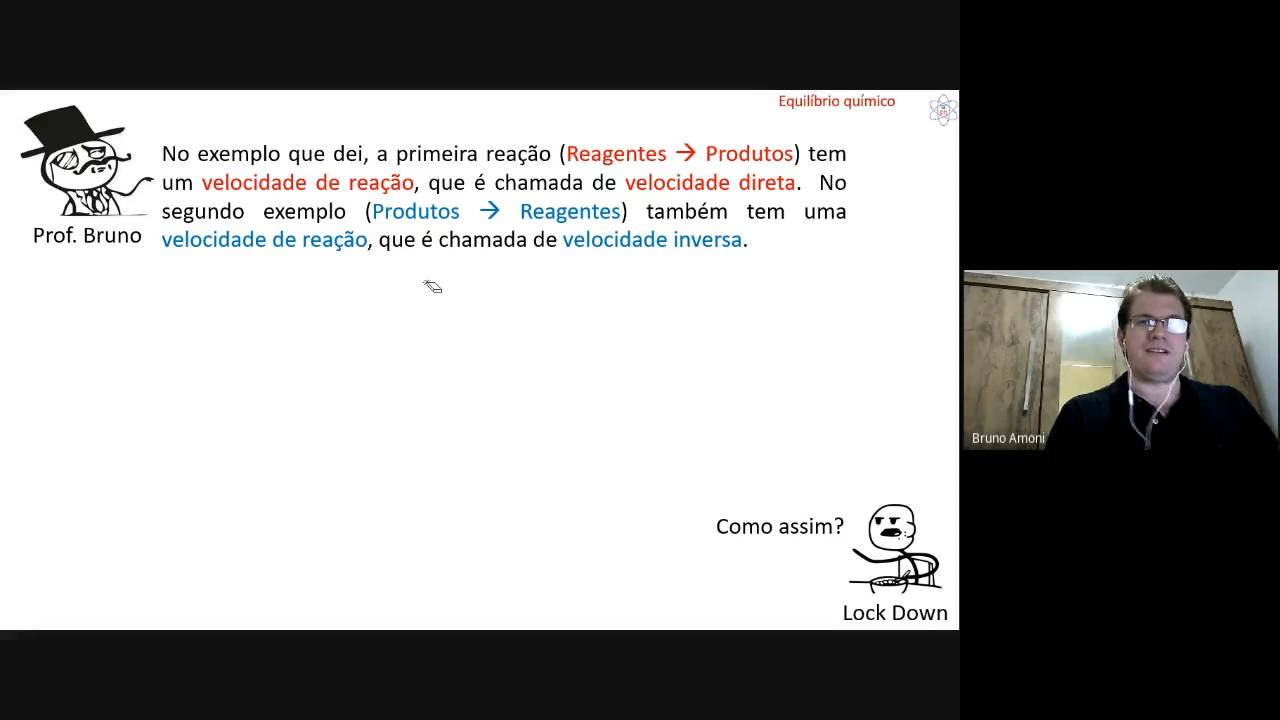 Equilíbrio químico
No exemplo que dei, a primeira reação (Reagentes → Produtos) tem
um velocidade de reação, que é chamada de velocidade direta. No
segundo exemplo (Produtos → Reagentes) também tem uma
velocidade de reação, que é chamada de velocidade inversa.
Prof. Bruno
Bruno Amoni
Como assim?
Lock Down